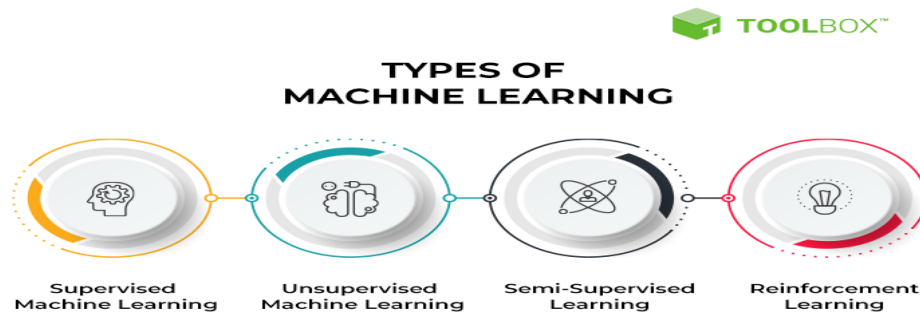 TOOLBOX™
TYPES OF
MACHINE LEARNING
Supervised
Machine Learning
Unsupervised
Machine Learning
Semi-Supervised
Learning
Reinforcement
Learning